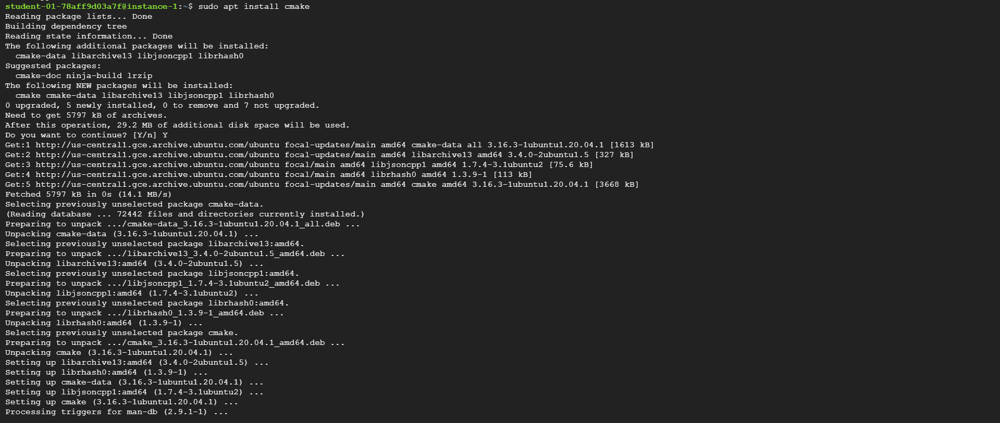 student-01-78aff9d03a7f@instance-1:~$ sudo apt install cmake
Reading package lists... Done
Building dependency tree
Reading state information... Done
The following additional packages will be installed:
  cmake-data libarchive13 libjsoncpp1 librhash0
Suggested packages:
  cmake-doc ninja-build lrzip
The following NEW packages will be installed:
  cmake cmake-data libarchive13 libjsoncpp1 librhash0
0 upgraded, 5 newly installed, 0 to remove and 7 not upgraded.
Need to get 5797 kB of archives.
After this operation, 29.2 MB of additional disk space will be used.
Do you want to continue? [Y/n] Y
Get:1 http://us-central1.gce.archive.ubuntu.com/ubuntu focal-updates/main amd64 cmake-data all 3.16.3-1ubuntu1.20.04.1 [1613 kB]
Get:2 http://us-central1.gce.archive.ubuntu.com/ubuntu focal-updates/main amd64 libarchive13 amd64 3.4.0-2ubuntu1.5 [327 kB]
Get:3 http://us-central1.gce.archive.ubuntu.com/ubuntu focal/main amd64 libjsoncpp1 amd64 1.7.4-3.1ubuntu2 [75.6 kB]
Get:4 http://us-central1.gce.archive.ubuntu.com/ubuntu focal/main amd64 librhash0 amd64 1.3.9-1 [113 kB]
Get:5 http://us-central1.gce.archive.ubuntu.com/ubuntu focal-updates/main amd64 cmake amd64 3.16.3-1ubuntu1.20.04.1 [3668 kB]
Fetched 5797 kB in 0s (14.1 MB/s)
Selecting previously unselected package cmake-data.
(Reading database ... 72442 files and directories currently installed.)
Preparing to unpack .../cmake-data_3.16.3-1ubuntu1.20.04.1_all.deb ...
Unpacking cmake-data (3.16.3-1ubuntu1.20.04.1) ...
Selecting previously unselected package libarchive13:amd64.
Preparing to unpack .../libarchive13_3.4.0-2ubuntu1.5_amd64.deb ...
Unpacking libarchive13:amd64 (3.4.0-2ubuntu1.5) ...
Selecting previously unselected package libjsoncpp1:amd64.
Preparing to unpack .../libjsoncpp1_1.7.4-3.1ubuntu2_amd64.deb ...
Unpacking libjsoncpp1:amd64 (1.7.4-3.1ubuntu2) ...
Selecting previously unselected package librhash0:amd64.
Preparing to unpack .../librhash0_1.3.9-1_amd64.deb ...
Unpacking librhash0:amd64 (1.3.9-1) ...
Selecting previously unselected package cmake.
Preparing to unpack .../cmake_3.16.3-1ubuntu1.20.04.1_amd64.deb ...
Unpacking cmake (3.16.3-1ubuntu1.20.04.1) ...
Setting up libarchive13:amd64 (3.4.0-2ubuntu1.5) ...
Setting up librhash0:amd64 (1.3.9-1) ...
Setting up cmake-data (3.16.3-1ubuntu1.20.04.1) ...
Setting up libjsoncpp1:amd64 (1.7.4-3.1ubuntu2) ...
Setting up cmake (3.16.3-1ubuntu1.20.04.1) ...
Processing triggers for man-db (2.9.1-1) ...